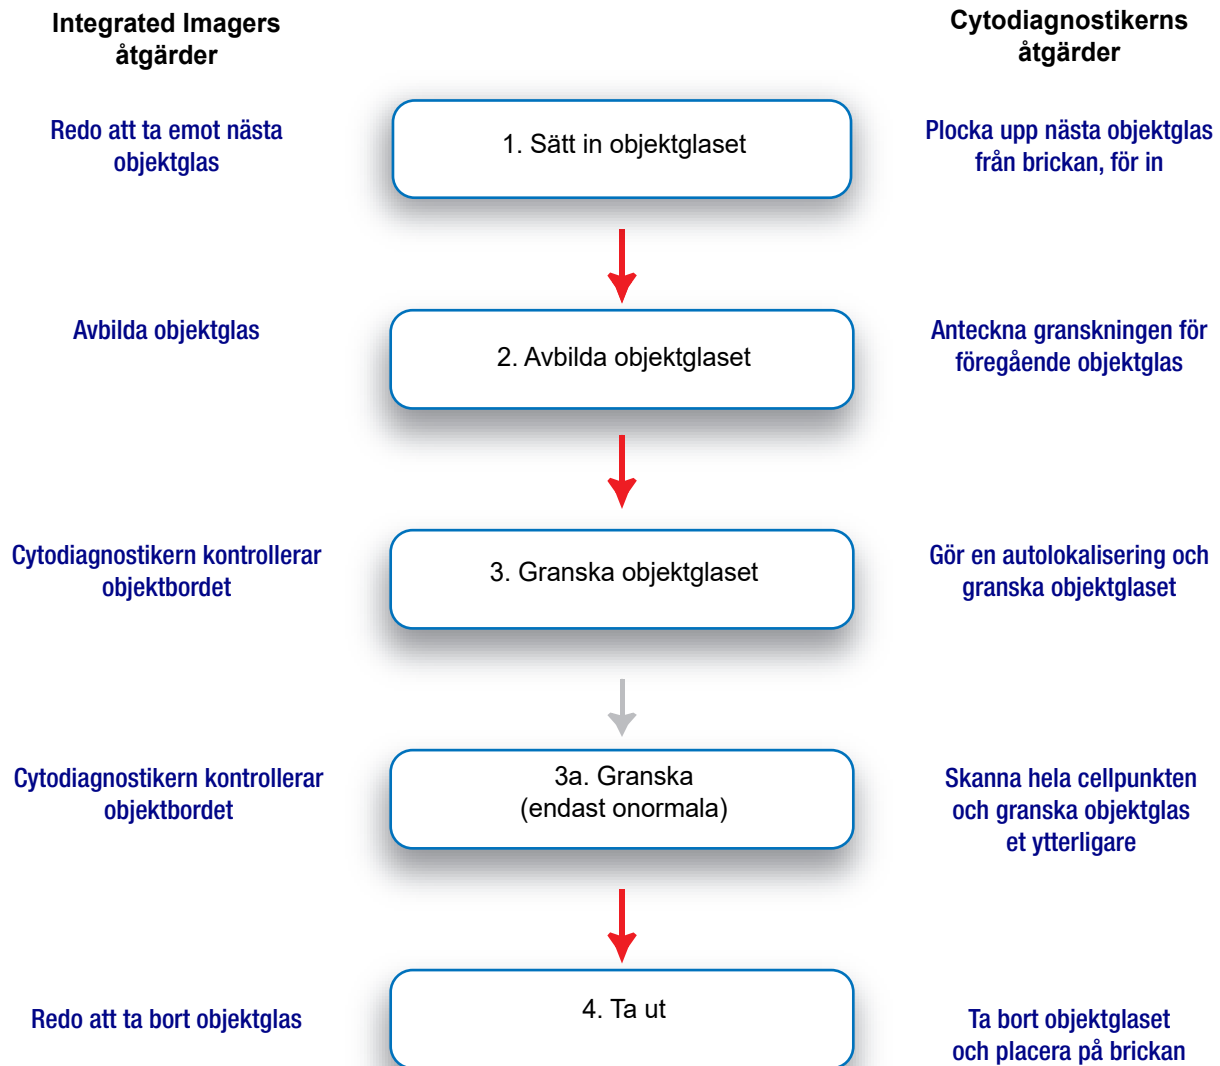 Integrated Imagers
åtgärder
Cytodiagnostikerns
åtgärder
Redo att ta emot nästa
objektglas
1. Sätt in objektglaset
Plocka upp nästa objektglas
från brickan, för in
Avbilda objektglas
2. Avbilda objektglaset
Anteckna granskningen för
föregående objektglas
Cytodiagnostikern kontrollerar
objektbordet
3. Granska objektglaset
Gör en autolokalisering och
granska objektglaset
Cytodiagnostikern kontrollerar
objektbordet
3a. Granska
(endast onormala)
Skanna hela cellpunkten
och granska objektglas
et ytterligare
Redo att ta bort objektglas
4. Ta ut
Ta bort objektglaset
och placera på brickan